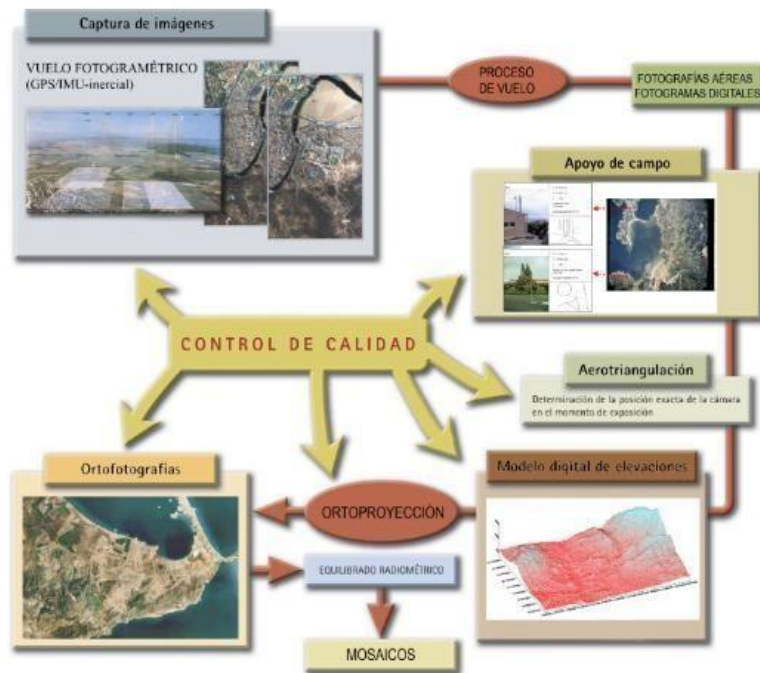 Captura de imágenes
VUELO FOTOGRAMÉTRICO
(GPS/IMU-inercial)
PROCESO
DE VUELO
FOTOGRAFÍAS AÉREAS
FOTOGRAMAS DIGITALES
Apoyo de campo
CONTROL DE CALIDAD
Aerotriangulación
Determinación de la posición exacta de la cámara
en el momento de exposición
Ortofotografías
ORTOPROYECCIÓN
Modelo digital de elevaciones
EQUILIBRADO RADIOMÉTRICO
MOSAICOS